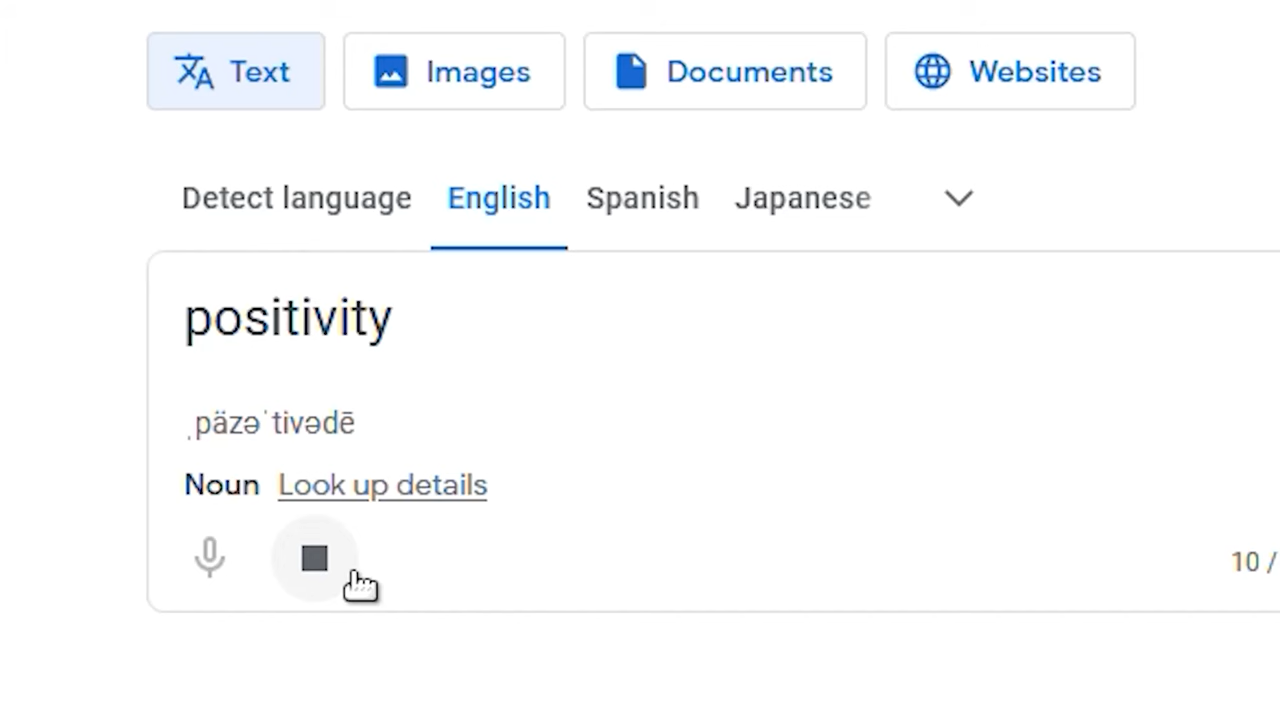 Text Images Documents Websites
Detect language English Spanish Japanese
positivity
ˌpäzəˈtivədē
Noun Look up details
10 /